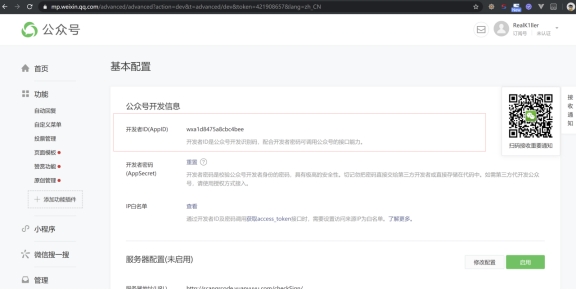 mp.weixin.qq.com/advanced/advanced?action=dev&t=advanced/dev&token=421908657&lang=zh_CN
公众号
RealK1ller
订阅号 未认证
首页
功能
自动回复
自定义菜单
投票管理
页面模板
赞赏功能
原创管理
+ 添加功能插件
小程序
微信搜一搜
管理
基本配置
公众号开发信息
开发者ID(AppID)
wxa1d8475a8cbc4bee
开发者ID是公众号开发识别码，配合开发者密码可调用公众号的接口能力。
开发者密码(AppSecret)
重置
开发者密码是校验公众号开发者身份的密码，具有极高的安全性。切记勿把密码直接交给第三方开发者或直接存储在代码中。如需第三方代开发公众
号，请使用授权方式接入。
IP白名单
查看
通过开发者ID及密码调用获取access_token接口时，需要设置访问来源IP为白名单。了解更多。
服务器配置(未启用)
修改配置
启用
扫码接收重要通知
接收通知